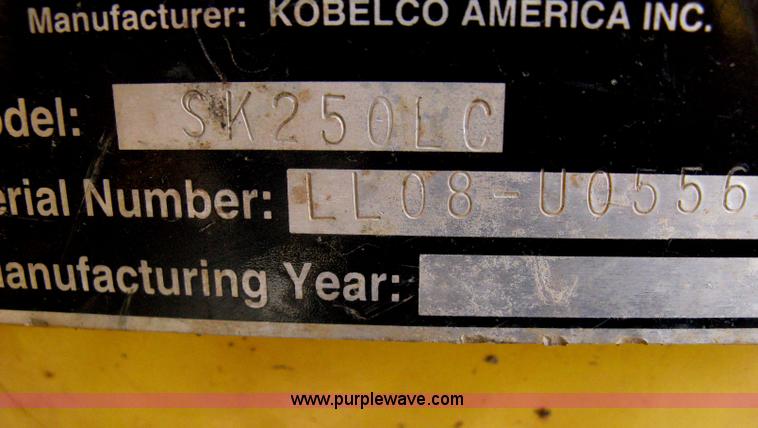 Manufacturer: KOBELCO AMERICA INC.
odel: SK250LC
erial Number: LL08-U0556
anufacturing Year:
www.purplewave.com